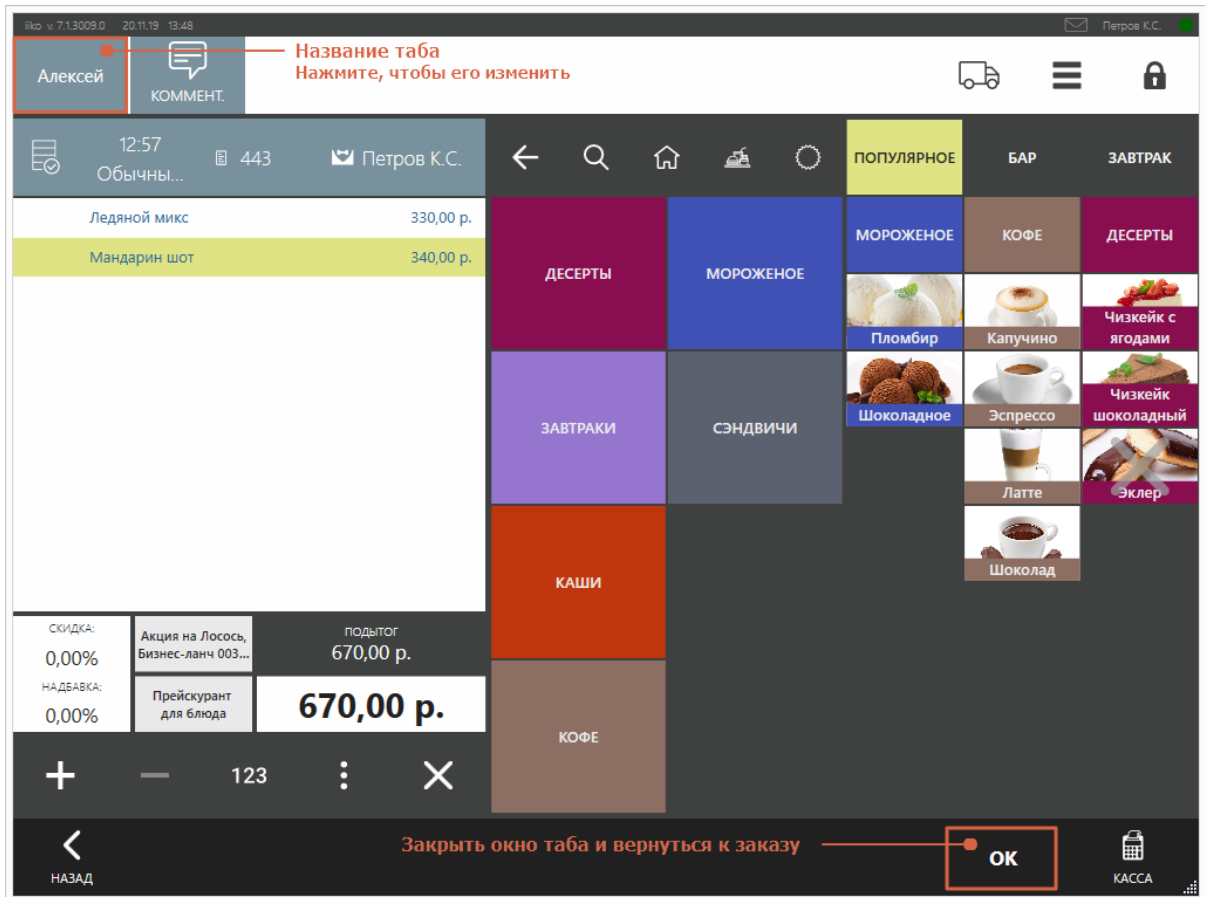 iiko v. 7.1.3009.0 20.11.19 13:48
Петров К.С.
Алексей
КОММЕНТ.
Название таба
Нажмите, чтобы его изменить
12:57
Обычны...
443
Петров К.С.
ПОПУЛЯРНОЕ
БАР
ЗАВТРАК
Ледяной микс 330,00 р.
Мандарин шот 340,00 р.
ДЕСЕРТЫ
МОРОЖЕНОЕ
ЗАВТРАКИ
СЭНДВИЧИ
КАШИ
КОФЕ
МОРОЖЕНОЕ
КОФЕ
ДЕСЕРТЫ
Пломбир
Капучино
Чизкейк с
ягодами
Шоколадное
Эспрессо
Чизкейк
шоколадный
Латте
Эклер
Шоколад
СКИДКА:
0,00%
НАДБАВКА:
0,00%
Акция на Лосось,
Бизнес-ланч 003...
Прейскурант
для блюда
ПОДЫТОГ
670,00 р.
670,00 р.
123
НАЗАД
Закрыть окно таба и вернуться к заказу
ОК
КАССА